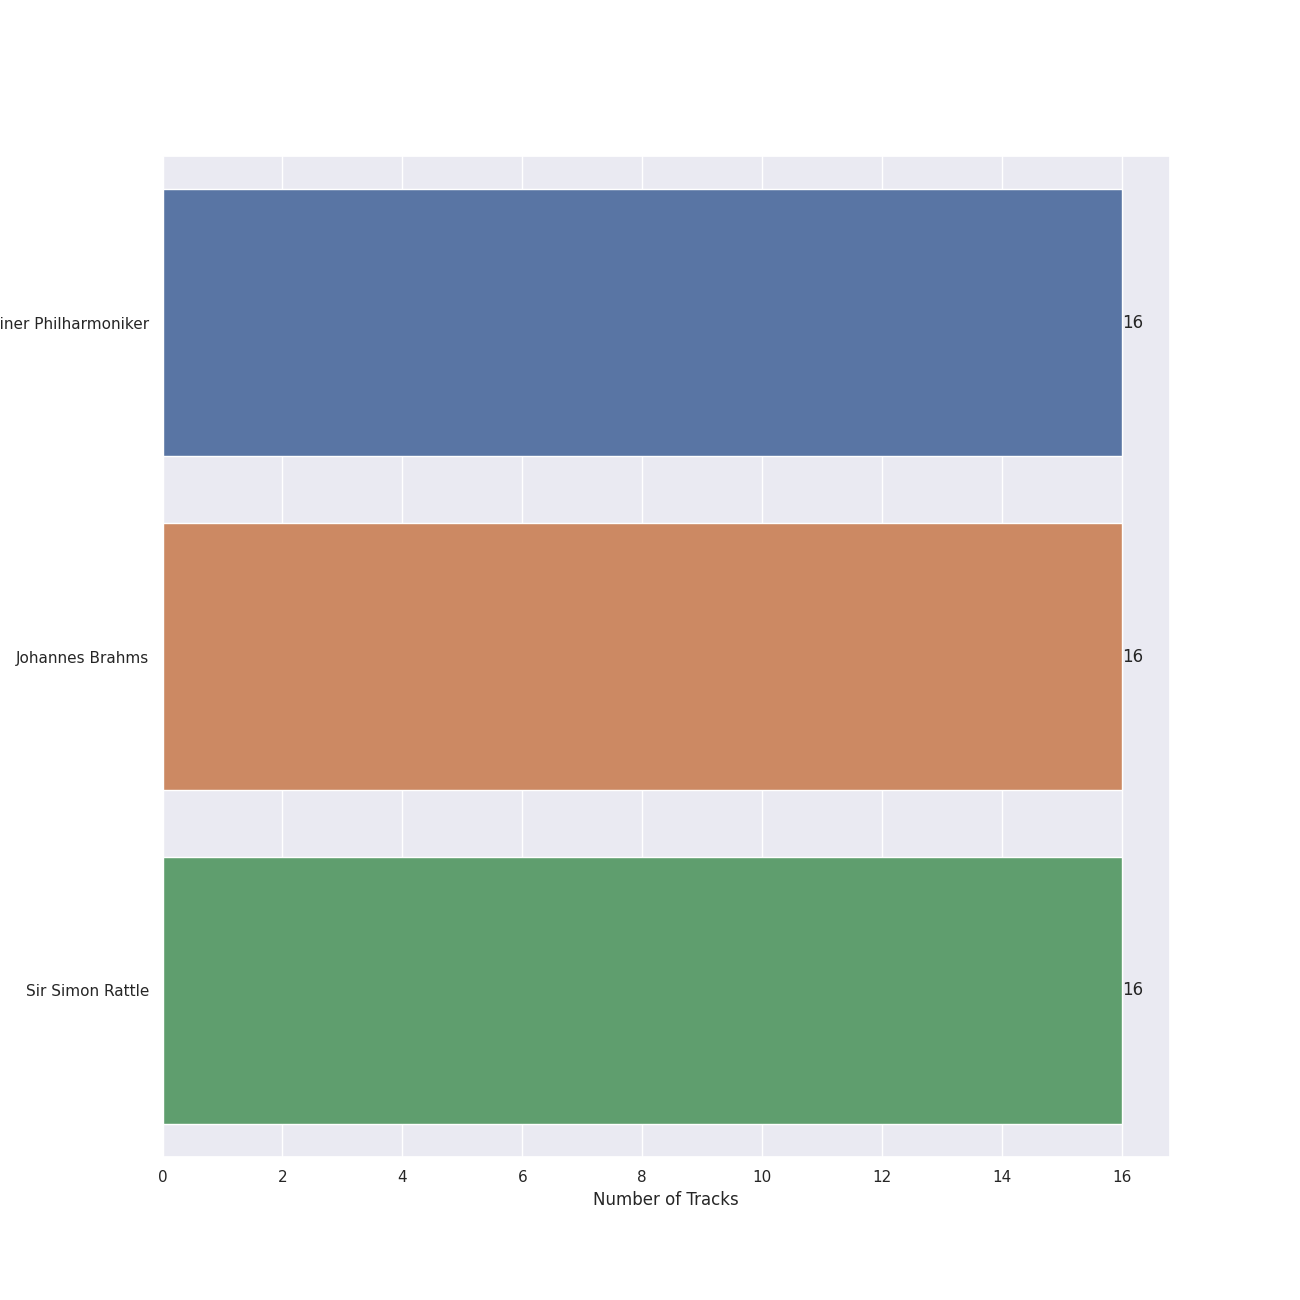 iner Philharmoniker
16
Johannes Brahms
16
Sir Simon Rattle
16
0 2 4 6 8 10 12 14 16
Number of Tracks